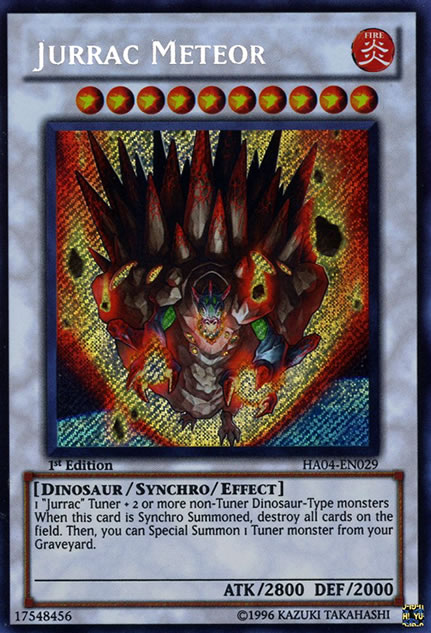 JURRAC METEOR
FIRE
炎
1st Edition
HA04-EN029
[DINOSAUR/SYNCHRO/EFFECT]
1 "Jurrac" Tuner + 2 or more non-Tuner Dinosaur-Type monsters
When this card is Synchro Summoned, destroy all cards on the
field. Then, you can Special Summon 1 Tuner monster from your
Graveyard.
ATK/2800 DEF/2000
17548456
©1996 KAZUKI TAKAHASHI